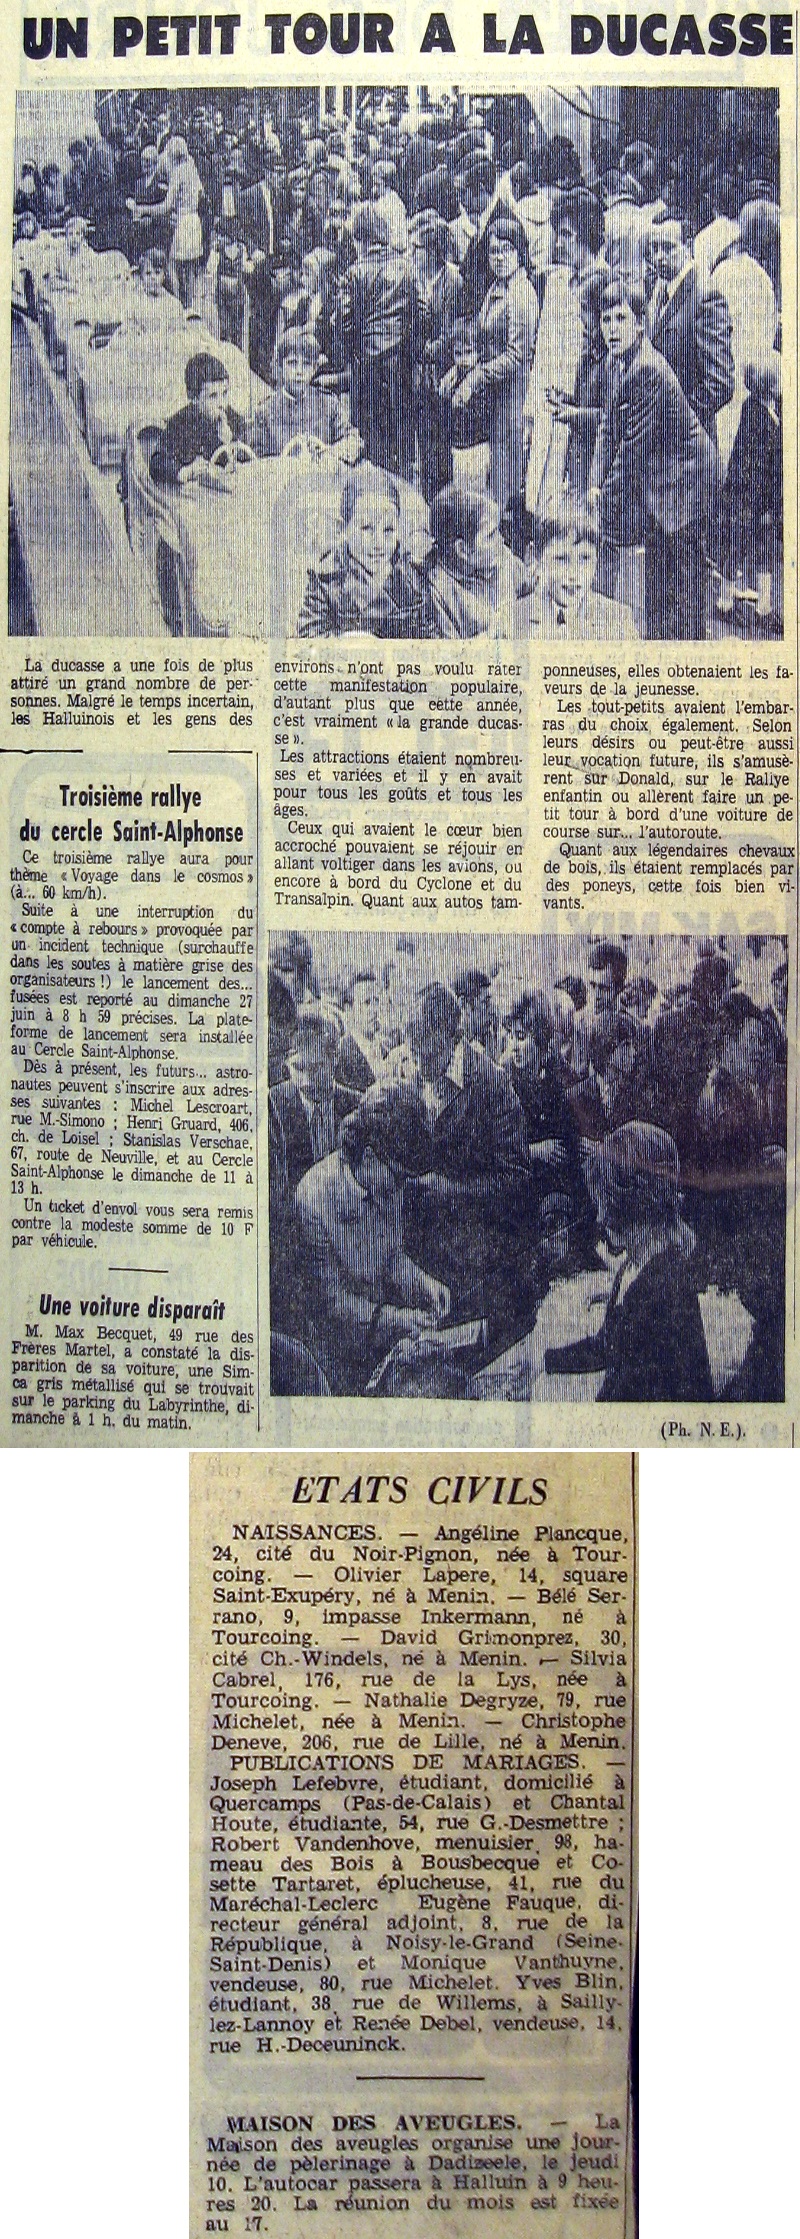 UN PETIT TOUR A LA DUCASSE
La ducasse a une fois de plus
attiré un grand nombre de per-
sonnes. Malgré le temps incertain,
les Halluinois et les gens des
environs n'ont pas voulu rater
cette manifestation populaire,
d'autant plus que cette année,
c'est vraiment « la grande ducas-
se ».
Les attractions étaient nombreu-
ses et variées et il y en avait
pour tous les goûts et tous les
âges.
Ceux qui avaient le cœur bien
accroché pouvaient se réjouir en
allant voltiger dans les avions, ou
encore à bord du Cyclone et du
Transalpin. Quant aux autos tam-
ponneuses, elles obtenaient les fa-
veurs de la jeunesse.
Les tout-petits avaient l'embar-
ras du choix également. Selon
leurs désirs ou peut-être aussi
leur vocation future, ils s'amusè-
rent sur Donald, sur le Rallye
enfantin ou allèrent faire un pe-
tit tour à bord d'une voiture de
course sur... l'autoroute.
Quant aux légendaires chevaux
de bois, ils étaient remplacés par
des poneys, cette fois bien vi-
vants.
Troisième rallye
du cercle Saint-Alphonse
Ce troisième rallye aura pour
thème « Voyage dans le cosmos »
(à... 60 km/h).
Suite à une interruption du
« compte à rebours » provoquée par
un incident technique (surchauffe
dans les soutes à matière grise des
organisateurs !) le lancement des...
fusées est reporté au dimanche 27
juin à 8 h 59 précises. La plate-
forme de lancement sera installée
au Cercle Saint-Alphonse.
Dès à présent, les futurs... astro-
nautes peuvent s'inscrire aux adres-
ses suivantes : Michel Lescroart,
rue M.-Simono ; Henri Gruard, 406,
ch. de Loisel ; Stanislas Verschae,
67, route de Neuville, et au Cercle
Saint-Alphonse le dimanche de 11 à
13 h.
Un ticket d'envol vous sera remis
contre la modeste somme de 10 F
par véhicule.
Une voiture disparaît
M. Max Becquet, 49 rue des
Frères Martel, a constaté la dis-
parition de sa voiture, une Sim-
ca gris métallisé qui se trouvait
sur le parking du Labyrinthe, di-
manche à 1 h. du matin.
(Ph. N. E.).
ETATS CIVILS
NAISSANCES. — Angéline Plancque,
24, cité du Noir-Pignon, née à Tour-
coing. — Olivier Lapere, 14, square
Saint-Exupéry, né à Menin. — Bélé Ser-
rano, 9, impasse Inkermann, né à
Tourcoing. — David Grimonprez, 30,
cité Ch.-Windels, né à Menin. — Silvia
Cabrel, 176, rue de la Lys, née à
Tourcoing. — Nathalie Degryze, 79, rue
Michelet, née à Menin. — Christophe
Deneve, 206, rue de Lille, né à Menin.
PUBLICATIONS DE MARIAGES. —
Joseph Lefebvre, étudiant, domicilié à
Quercamps (Pas-de-Calais) et Chantal
Houte, étudiante, 54, rue G.-Desmettre ;
Robert Vandenhove, menuisier, 98, ha-
meau des Bois à Bousbecque et Co-
sette Tartaret, éplucheuse, 41, rue du
Maréchal-Leclerc Eugène Fauque, di-
recteur général adjoint, 8, rue de la
République, à Noisy-le-Grand (Seine-
Saint-Denis) et Monique Vanthuyne,
vendeuse, 80, rue Michelet. Yves Blin,
étudiant, 38, rue de Willems, à Sailly-
lez-Lannoy et Renée Debel, vendeuse, 14,
rue H.-Deceuninck.
MAISON DES AVEUGLES. — La
Maison des aveugles organise une jour-
née de pèlerinage à Dadizeele, le jeudi
10. L'autocar passera à Halluin à 9 heu-
res 20. La réunion du mois est fixée
au 17.